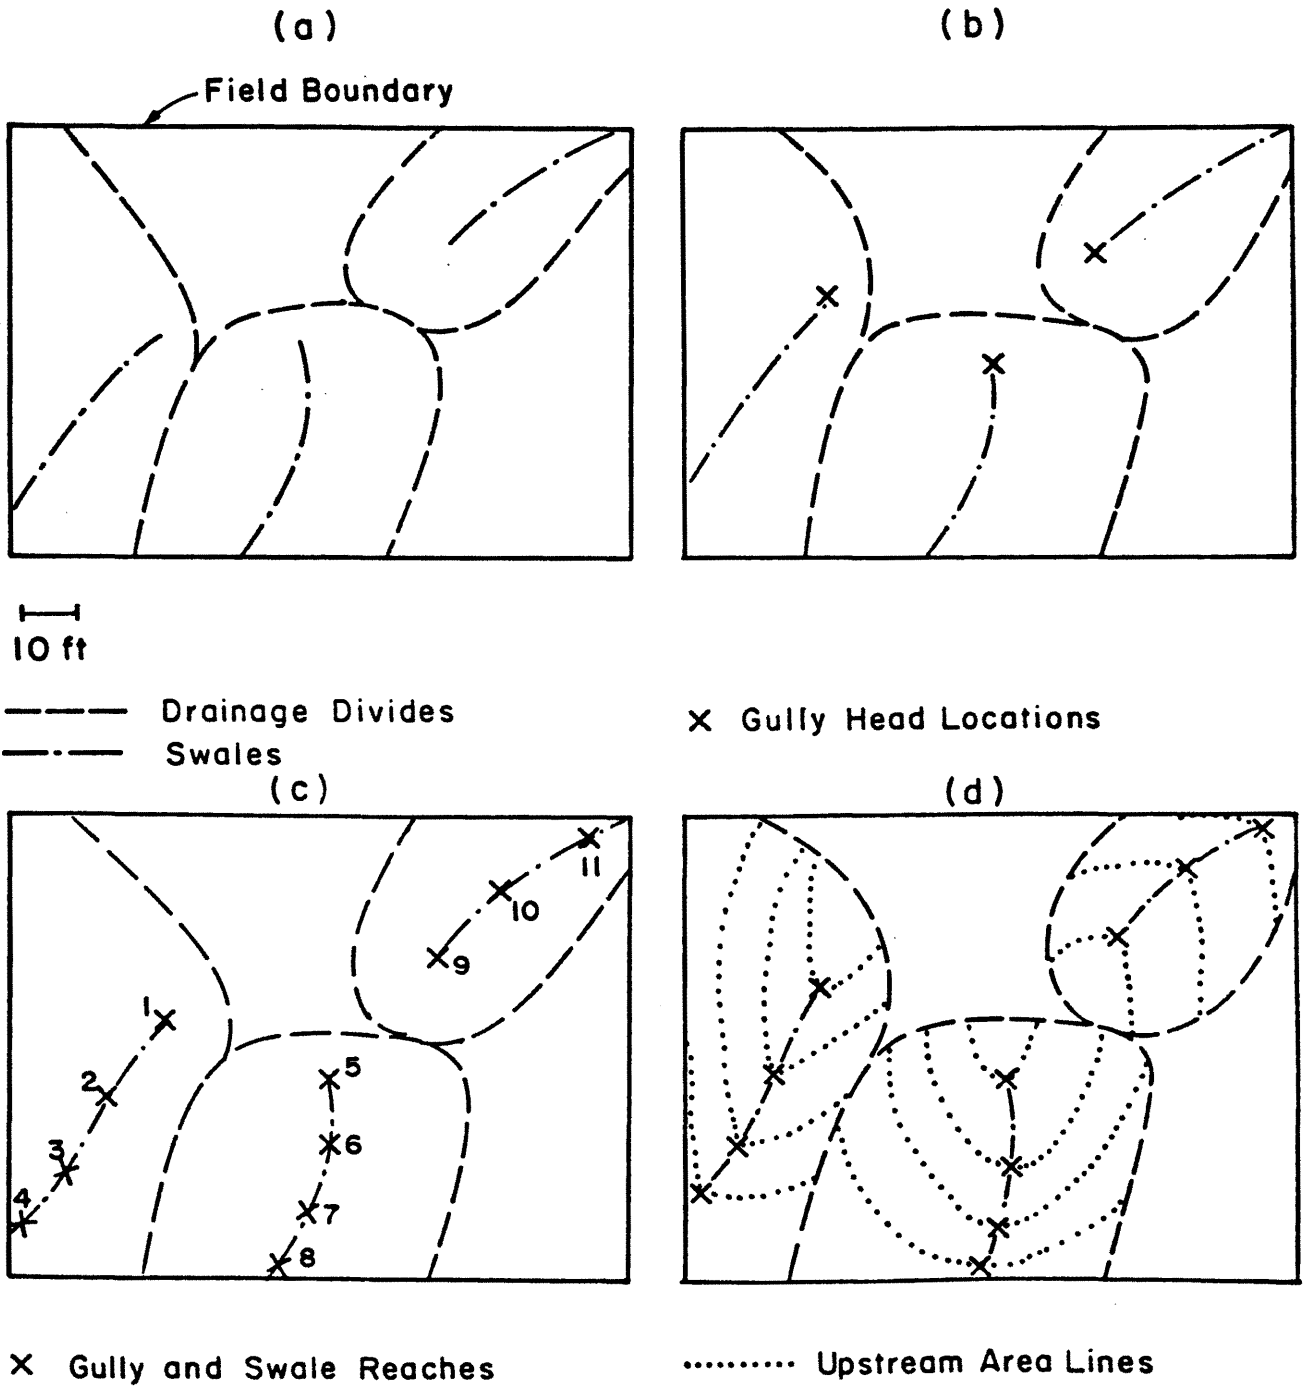 (a)
(b)
Field Boundary
10 ft
Drainage Divides
Swales
X Gully Head Locations
(c)
(d)
11
10
9
1
2
3
4
5
6
7
8
X Gully and Swale Reaches
Upstream Area Lines